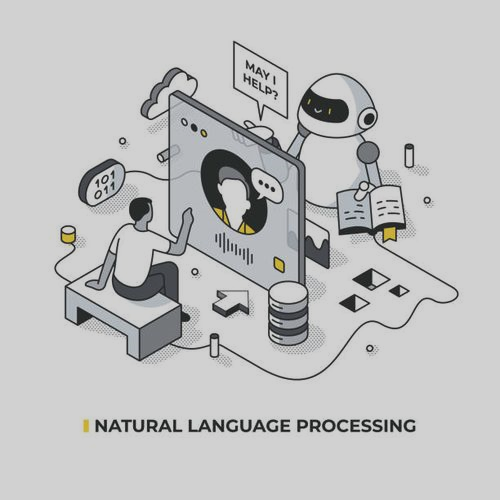 MAY I
HELP?
101
011
NATURAL LANGUAGE PROCESSING